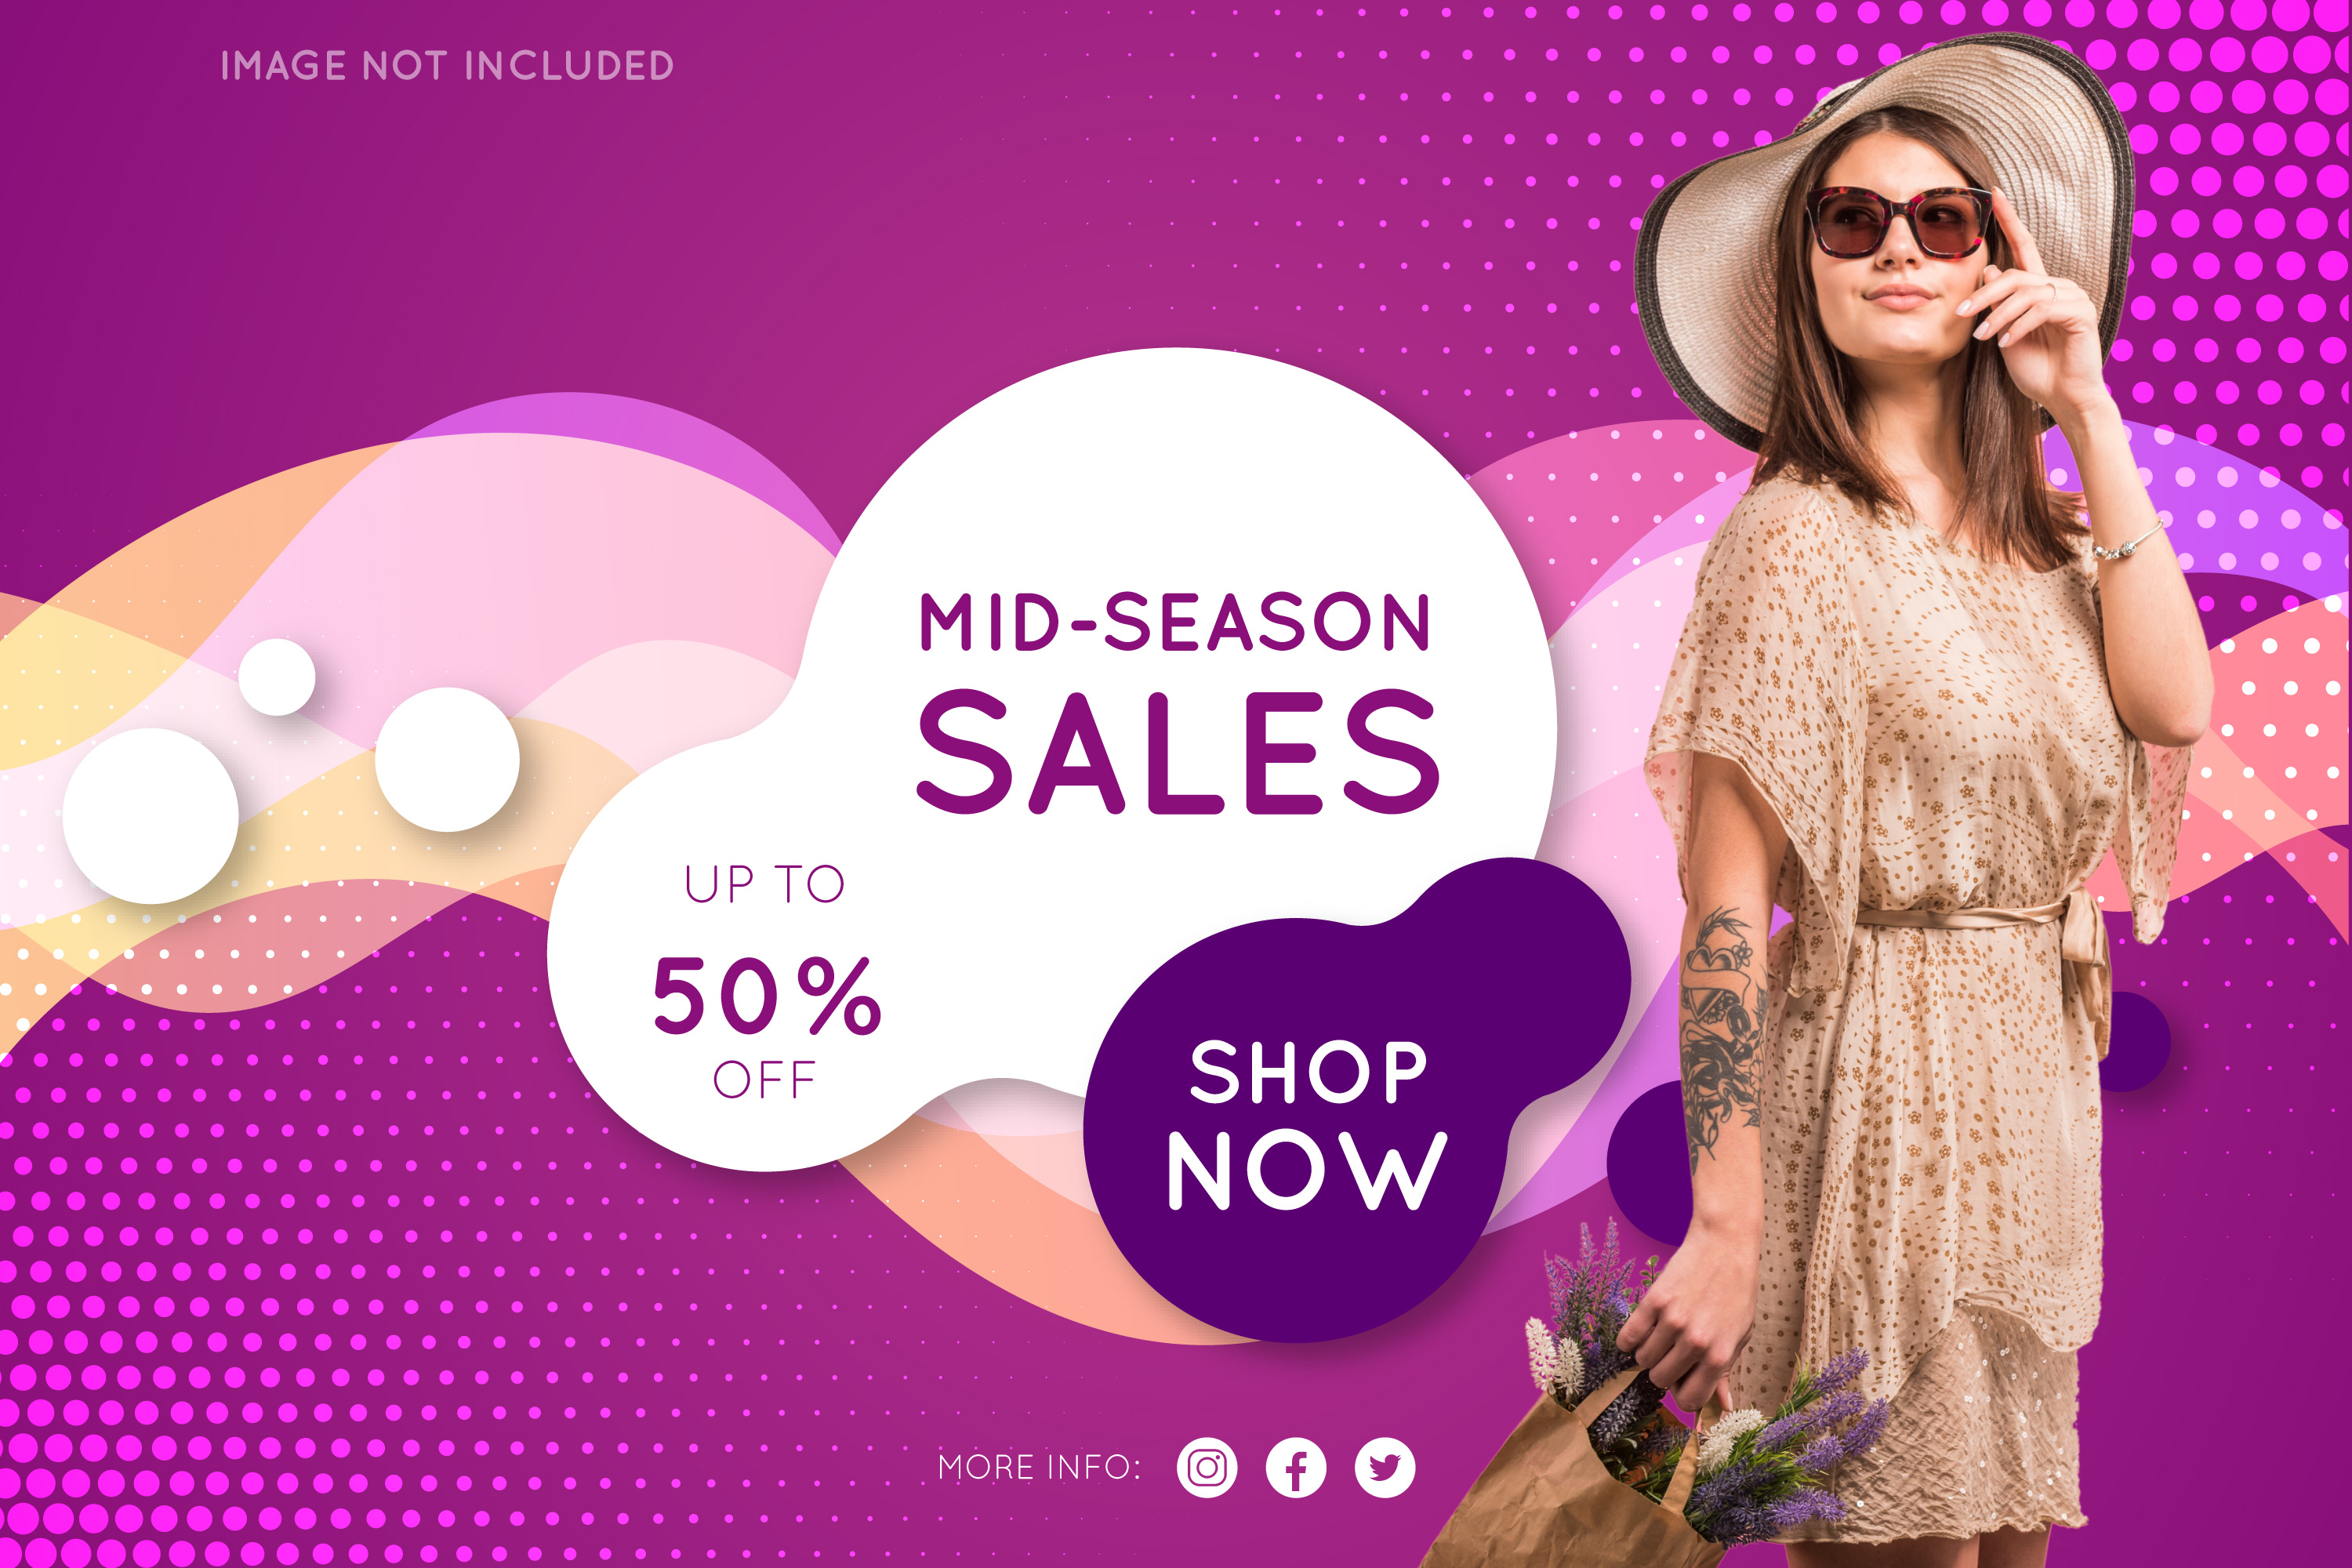 IMAGE NOT INCLUDED
MID-SEASON
SALES
UP TO
50%
OFF
SHOP
NOW
MORE INFO: